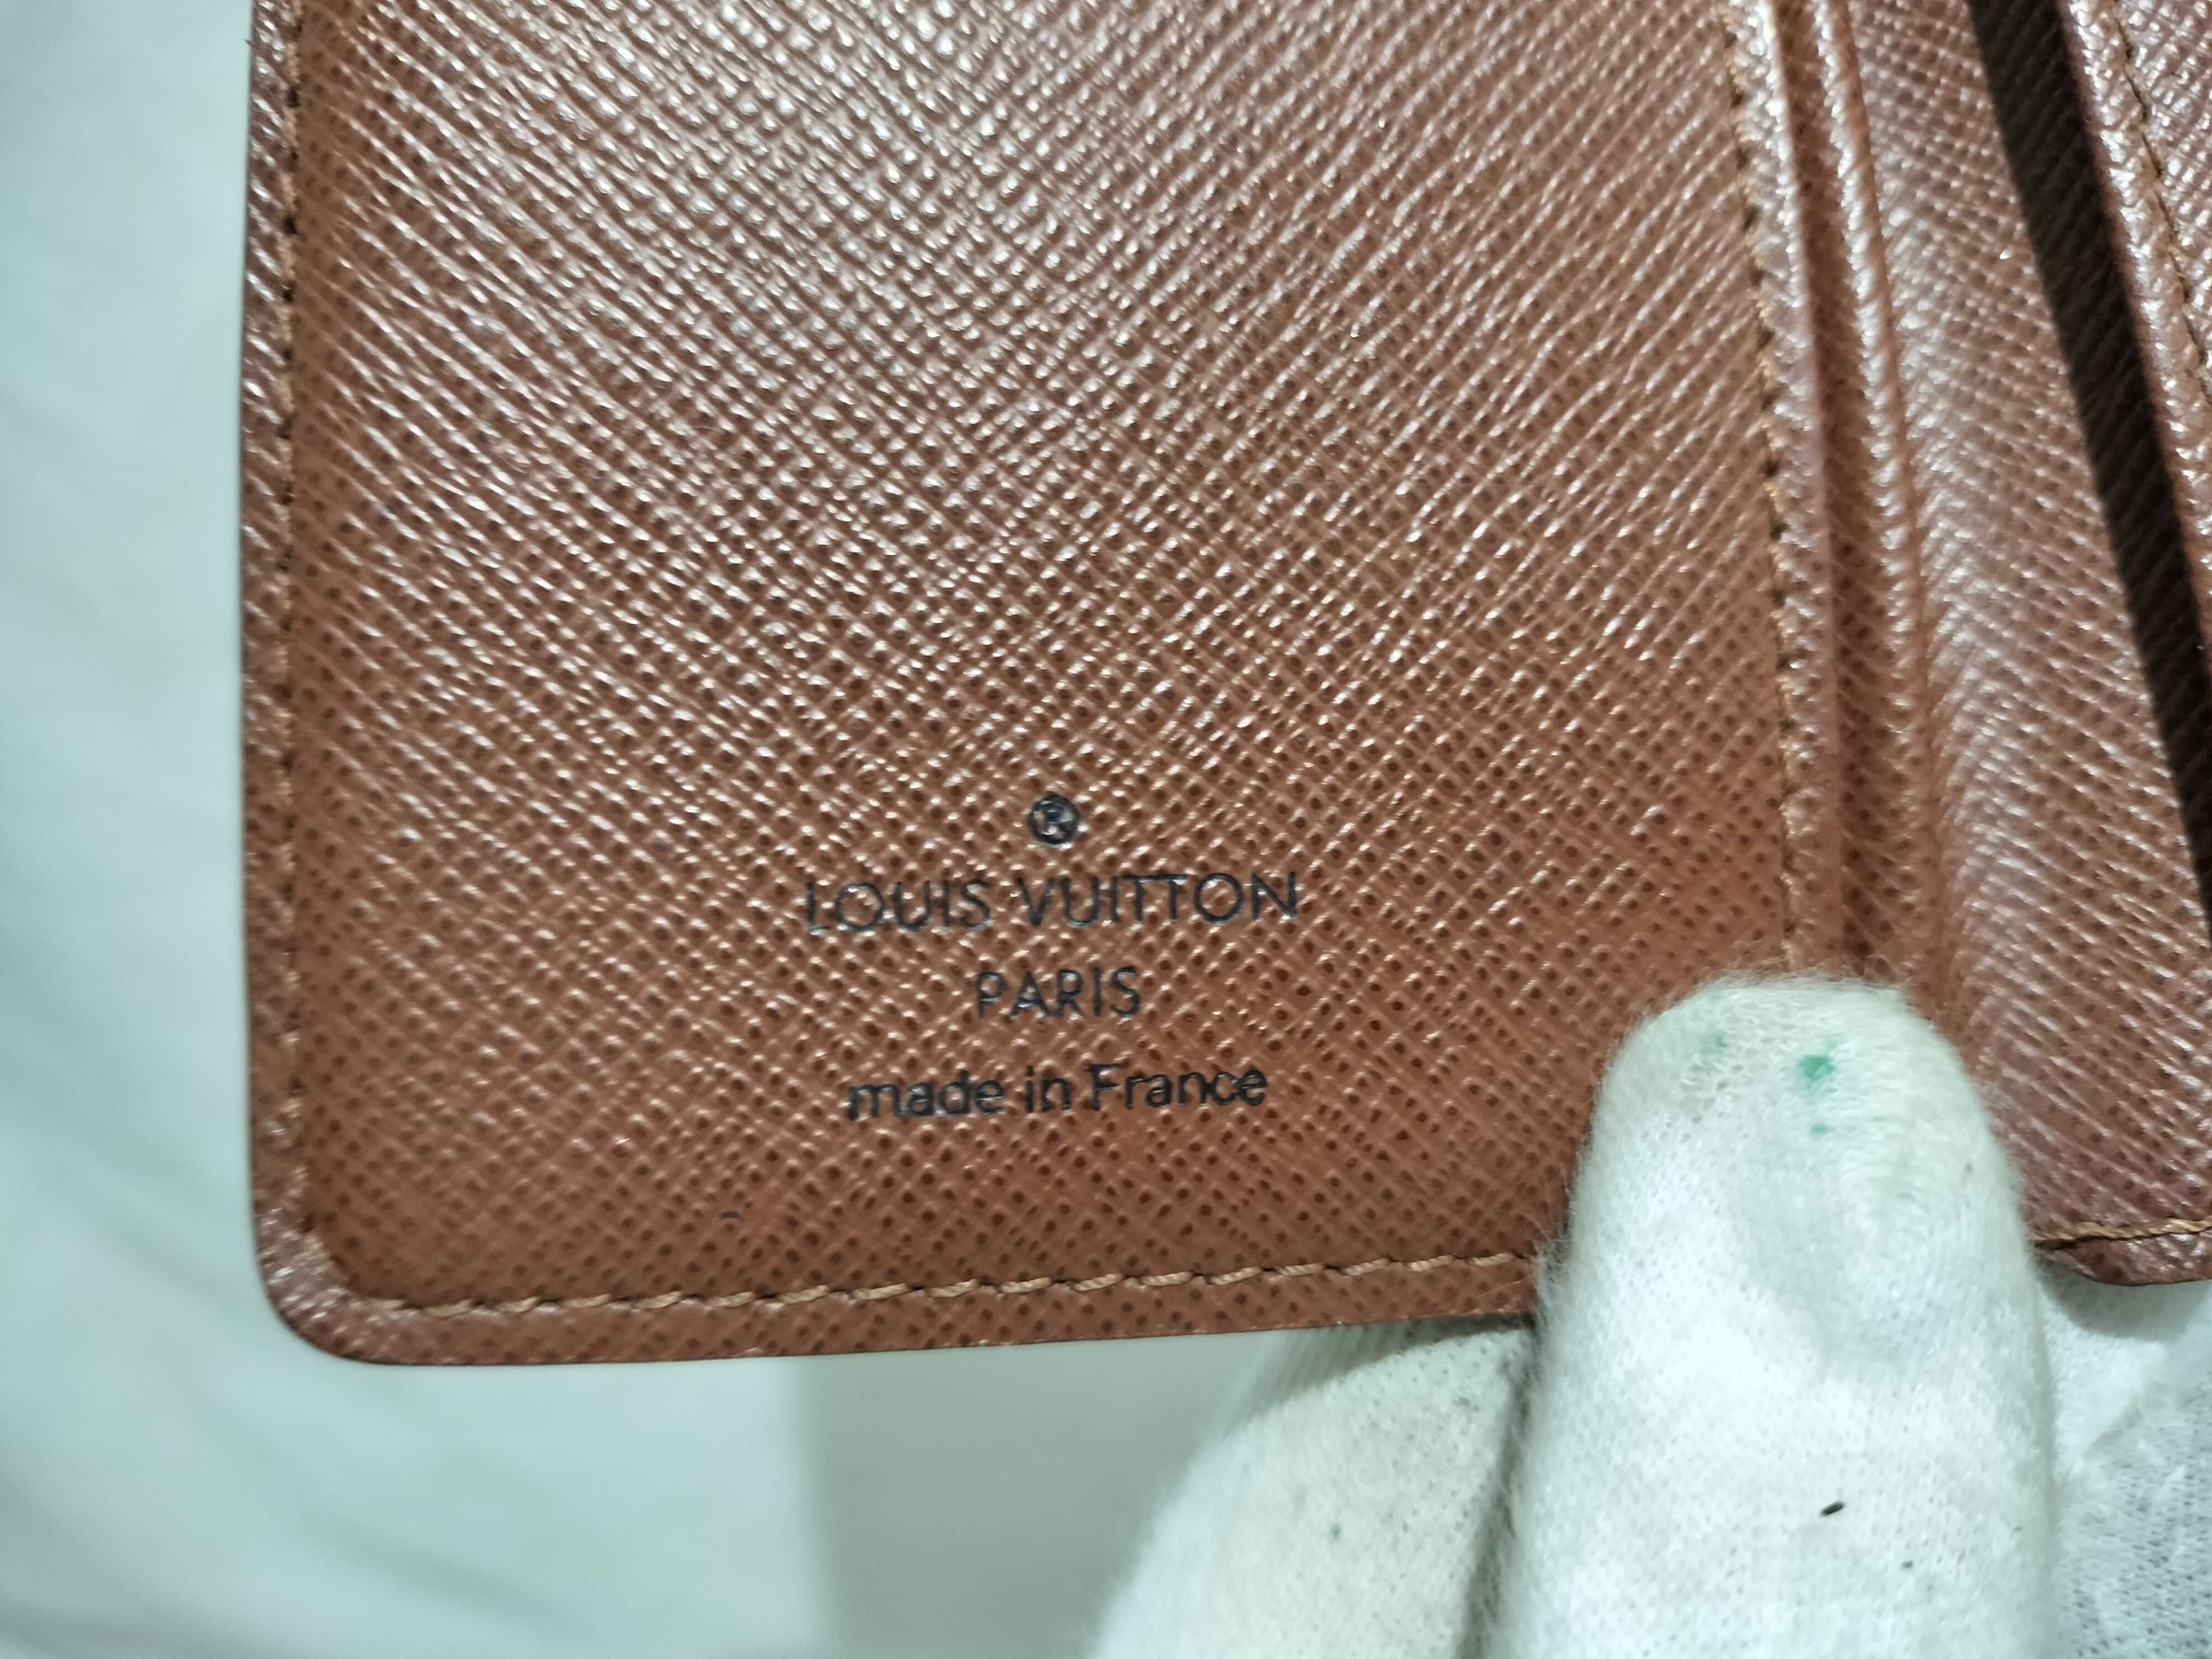 ®
LOUIS VUITTON
PARIS
made in France